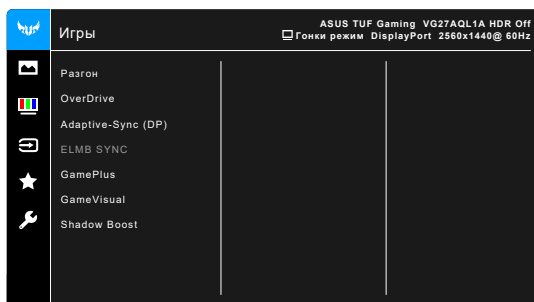 Игры
ASUS TUF Gaming VG27AQL1A HDR Off
Гонки режим DisplayPort 2560x1440@ 60Hz
Разгон
OverDrive
Adaptive-Sync (DP)
ELMB SYNC
GamePlus
GameVisual
Shadow Boost